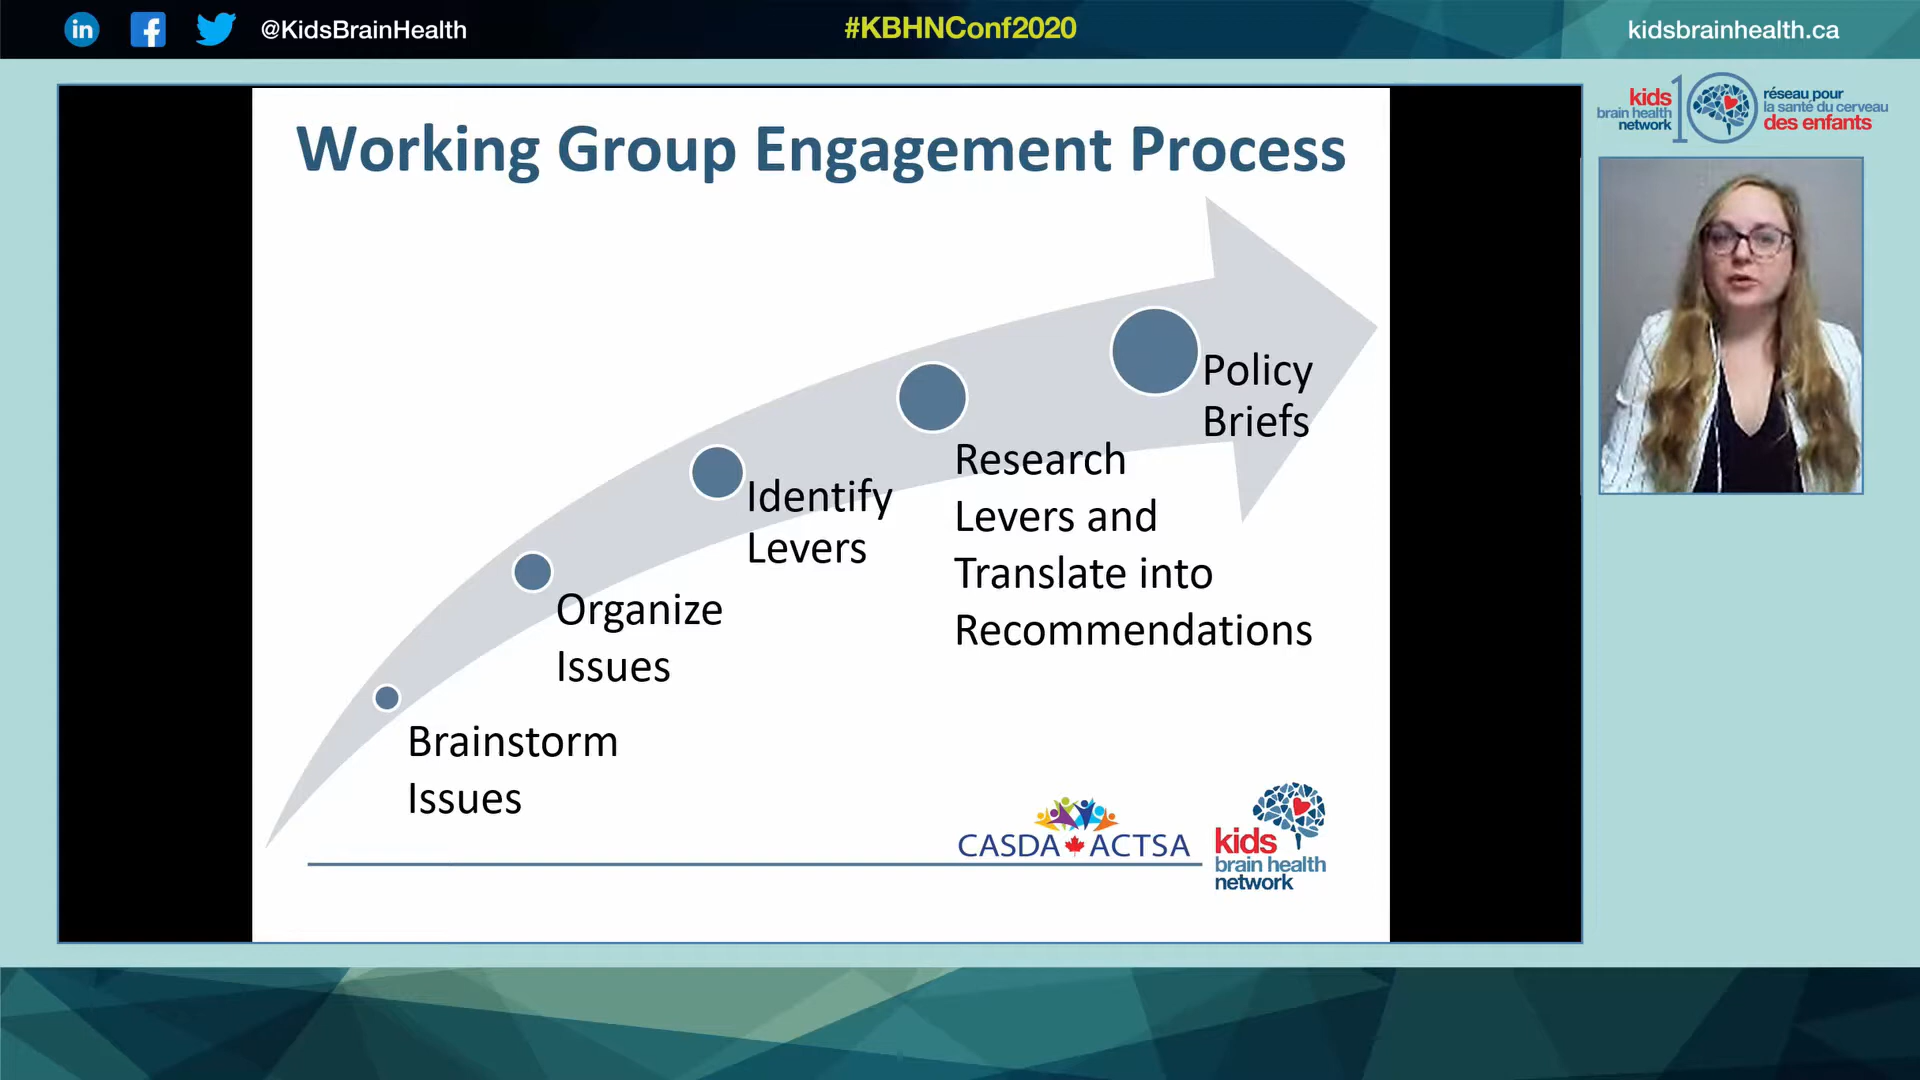 @KidsBrainHealth
#KBHNConf2020
kidsbrainhealth.ca
kids
brain health
network
10
réseau pour
la santé du cerveau
des enfants
Working Group Engagement Process
Policy
Briefs
Research
Levers and
Translate into
Recommendations
Identify
Levers
Organize
Issues
Brainstorm
Issues
CASDA ACTSA
kids
brain health
network